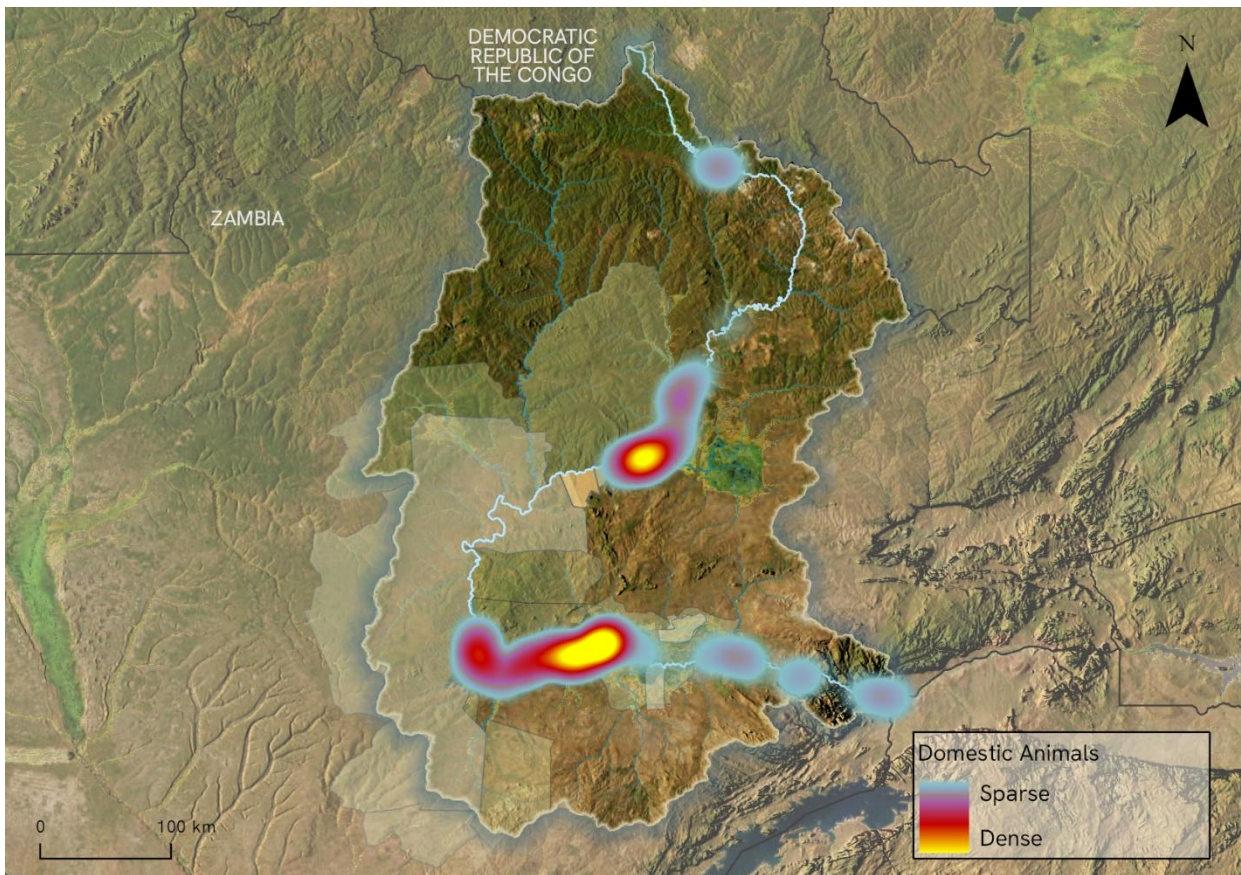 DEMOCRATIC
REPUBLIC OF
THE CONGO
N
ZAMBIA
Domestic Animals
Sparse
Dense
0 100 km